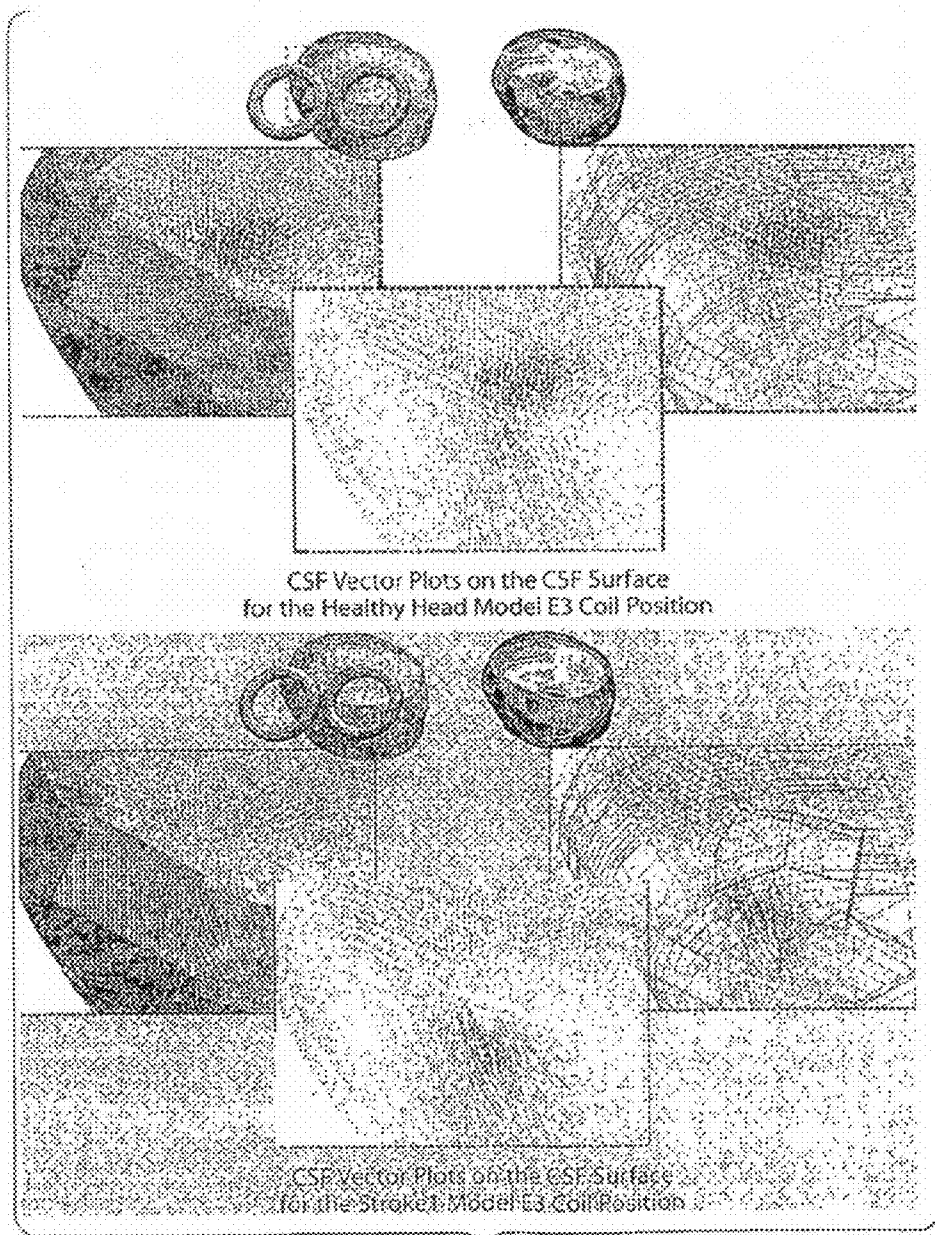 CSF Vector Plots on the CSF Surface
for the Healthy Head Model E3 Coil Position
CSF Vector Plots on the CSF Surface
for the Stroke1 Model E3 Coil Position